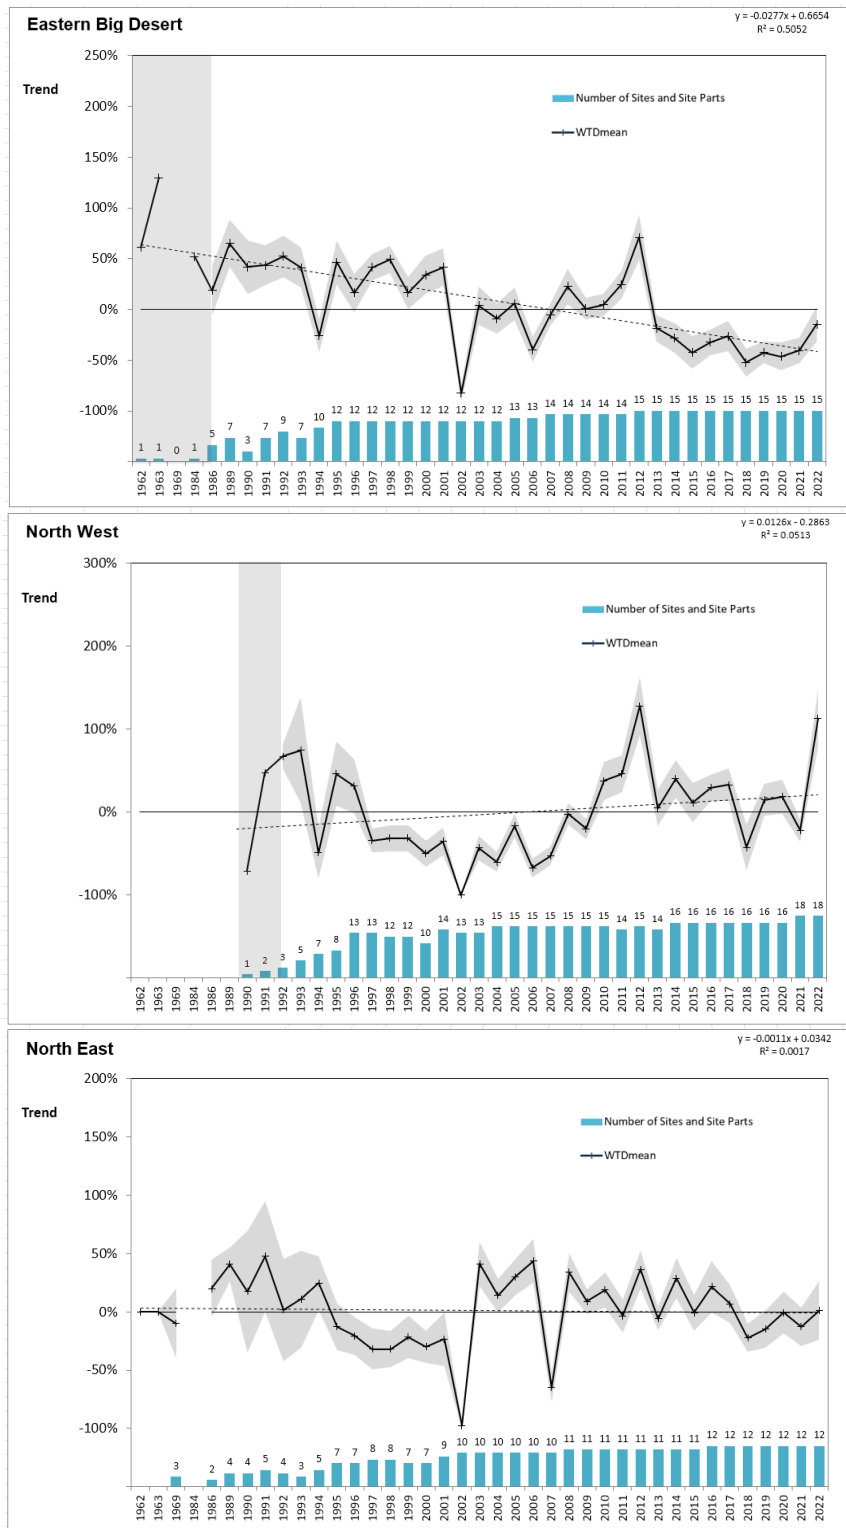 Eastern Big Desert
y = -0.0277x + 0.6654
R² = 0.5052
250%
Trend
200%
150%
100%
50%
0%
-50%
-100%
Number of Sites and Site Parts
WTDmean
1 1 0 1 5 7 3 7 9 7 10 12 12 12 12 12 12 12 12 12 12 13 13 14 14 14 14 14 15 15 15 15 15 15 15 15 15 15 15
1962 1963 1969 1984 1986 1989 1990 1991 1992 1993 1994 1995 1996 1997 1998 1999 2000 2001 2002 2003 2004 2005 2006 2007 2008 2009 2010 2011 2012 2013 2014 2015 2016 2017 2018 2019 2020 2021 2022
North West
y = 0.0126x - 0.2863
R² = 0.0513
300%
Trend
200%
100%
0%
-100%
Number of Sites and Site Parts
WTDmean
1 2 3 5 7 8 13 13 12 12 10 14 13 13 15 15 15 15 15 15 15 14 15 14 16 16 16 16 16 16 16 18 18
1962 1963 1969 1984 1986 1989 1990 1991 1992 1993 1994 1995 1996 1997 1998 1999 2000 2001 2002 2003 2004 2005 2006 2007 2008 2009 2010 2011 2012 2013 2014 2015 2016 2017 2018 2019 2020 2021 2022
North East
y = -0.0011x + 0.0342
R² = 0.0017
200%
Trend
150%
100%
50%
0%
-50%
-100%
Number of Sites and Site Parts
WTDmean
3 2 4 4 5 4 3 5 7 7 8 8 7 7 9 10 10 10 10 10 10 11 11 11 11 11 11 11 11 12 12 12 12 12 12 12
1962 1963 1969 1986 1989 1990 1991 1992 1993 1994 1995 1996 1997 1998 1999 2000 2001 2002 2003 2004 2005 2006 2007 2008 2009 2010 2011 2012 2013 2014 2015 2016 2017 2018 2019 2020 2021 2022